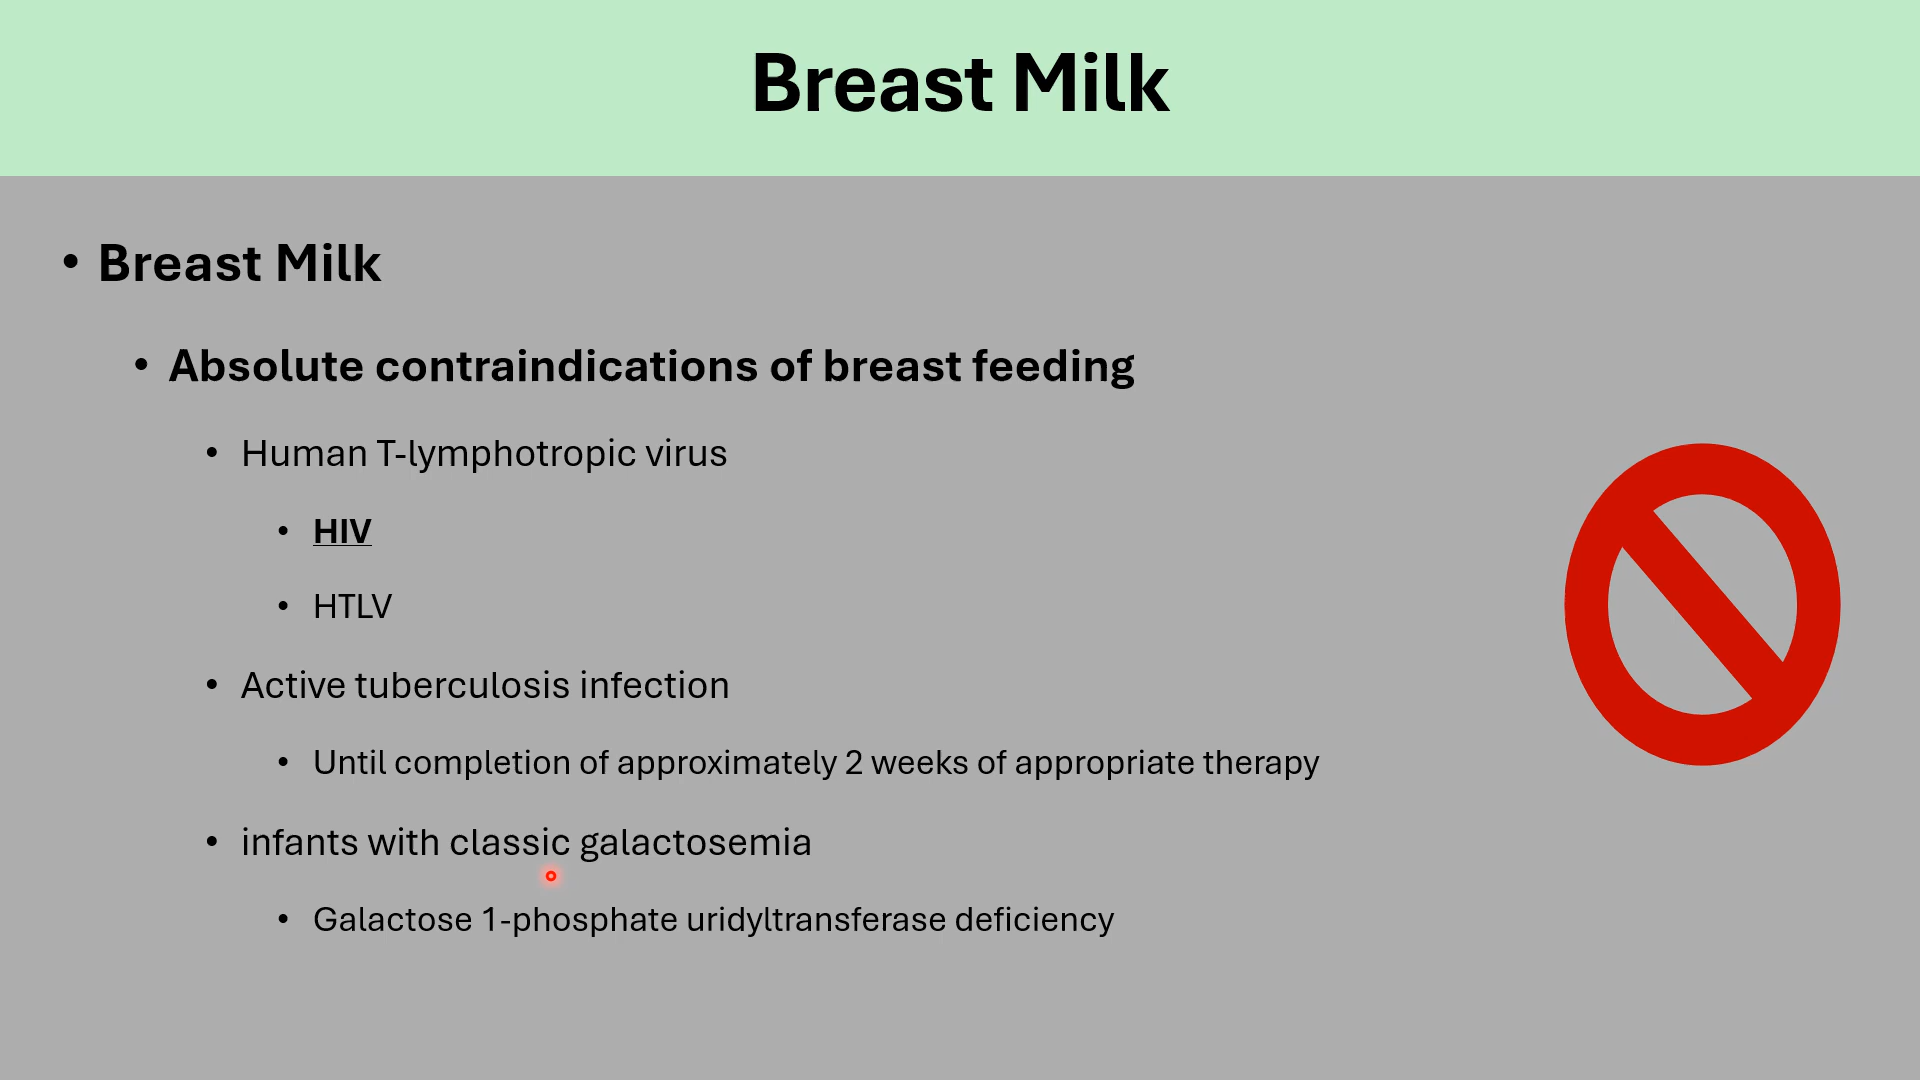 Breast Milk
• Breast Milk
• Absolute contraindications of breast feeding
• Human T-lymphotropic virus
• HIV
• HTLV
• Active tuberculosis infection
• Until completion of approximately 2 weeks of appropriate therapy
• infants with classic galactosemia
• Galactose 1-phosphate uridyltransferase deficiency